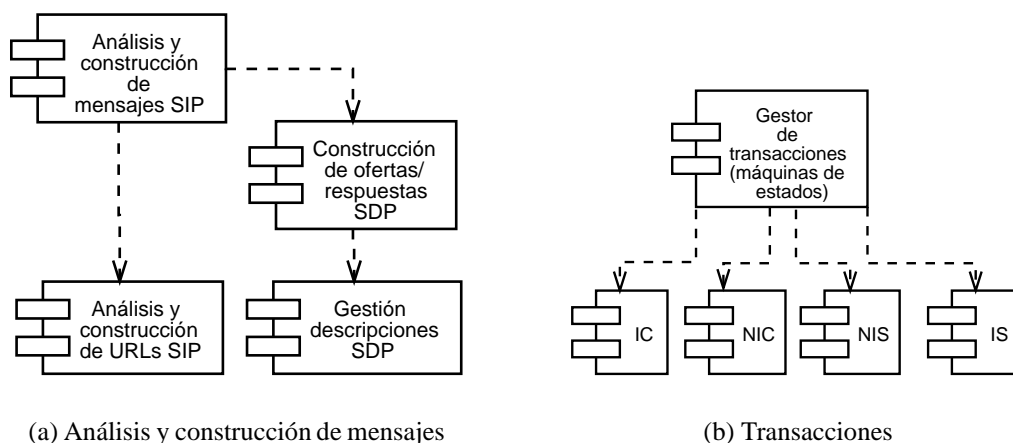 Análisis y
construcción
de
mensajes SIP
Construcción
de ofertas/
respuestas
SDP
Análisis y
construcción
de URLs SIP
Gestión
descripciones
SDP
(a) Análisis y construcción de mensajes
Gestor
de
transacciones
(máquinas de
estados)
IC
NIC
NIS
IS
(b) Transacciones